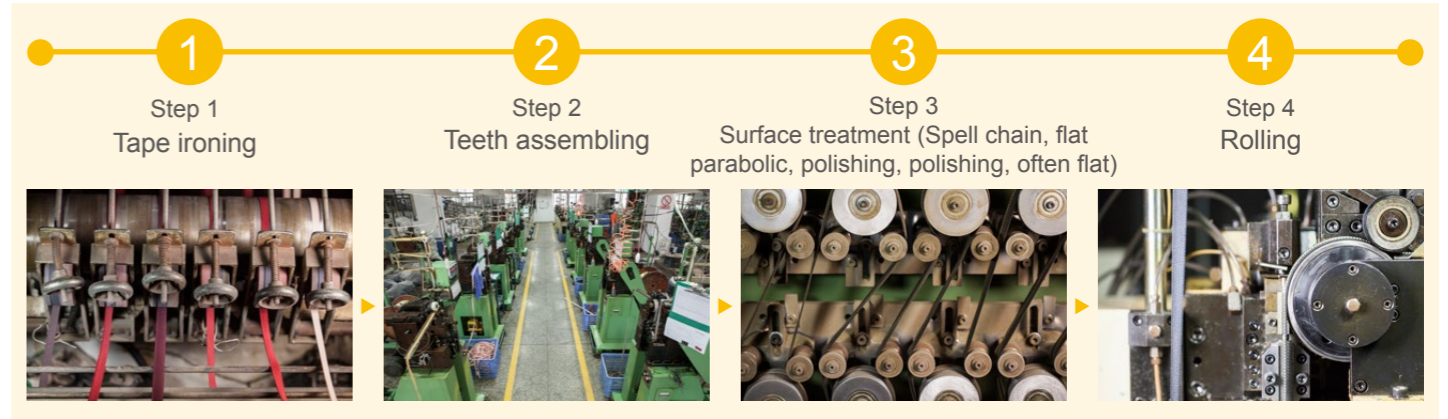 1
2
3
4
Step 1
Tape ironing
Step 2
Teeth assembling
Step 3
Surface treatment (Spell chain, flat
parabolic, polishing, polishing, often flat)
Step 4
Rolling